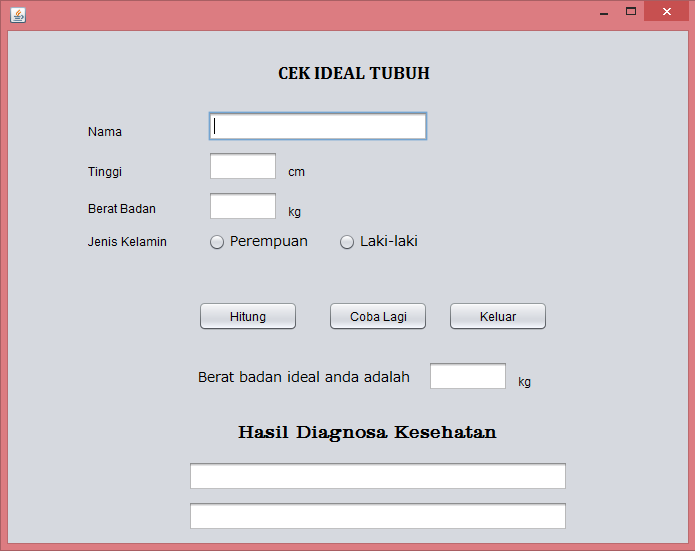 CEK IDEAL TUBUH
Nama
Tinggi cm
Berat Badan kg
Jenis Kelamin Perempuan Laki-laki
Hitung Coba Lagi Keluar
Berat badan ideal anda adalah kg
Hasil Diagnosa Kesehatan